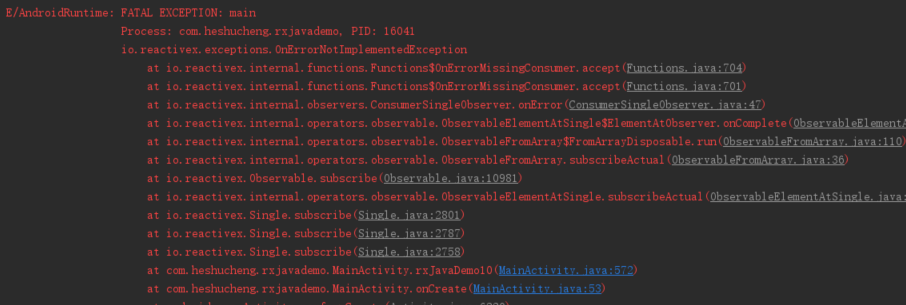 E/AndroidRuntime: FATAL EXCEPTION: main
Process: com.heshucheng.rxjavademo, PID: 16041
io.reactivex.exceptions.OnErrorNotImplementedException
at io.reactivex.internal.functions.Functions$OnErrorMissingConsumer.accept(Functions.java:704)
at io.reactivex.internal.functions.Functions$OnErrorMissingConsumer.accept(Functions.java:701)
at io.reactivex.internal.observers.ConsumerSingleObserver.onError(ConsumerSingleObserver.java:47)
at io.reactivex.internal.operators.observable.ObservableElementAtSingle$ElementAtObserver.onComplete(ObservableElementA
at io.reactivex.internal.operators.observable.ObservableFromArray$FromArrayDisposable.run(ObservableFromArray.java:110)
at io.reactivex.internal.operators.observable.ObservableFromArray.subscribeActual(ObservableFromArray.java:36)
at io.reactivex.Observable.subscribe(Observable.java:10981)
at io.reactivex.internal.operators.observable.ObservableElementAtSingle.subscribeActual(ObservableElementAtSingle.java:
at io.reactivex.Single.subscribe(Single.java:2801)
at io.reactivex.Single.subscribe(Single.java:2787)
at io.reactivex.Single.subscribe(Single.java:2758)
at com.heshucheng.rxjavademo.MainActivity.rxJavaDemo10(MainActivity.java:572)
at com.heshucheng.rxjavademo.MainActivity.onCreate(MainActivity.java:53)